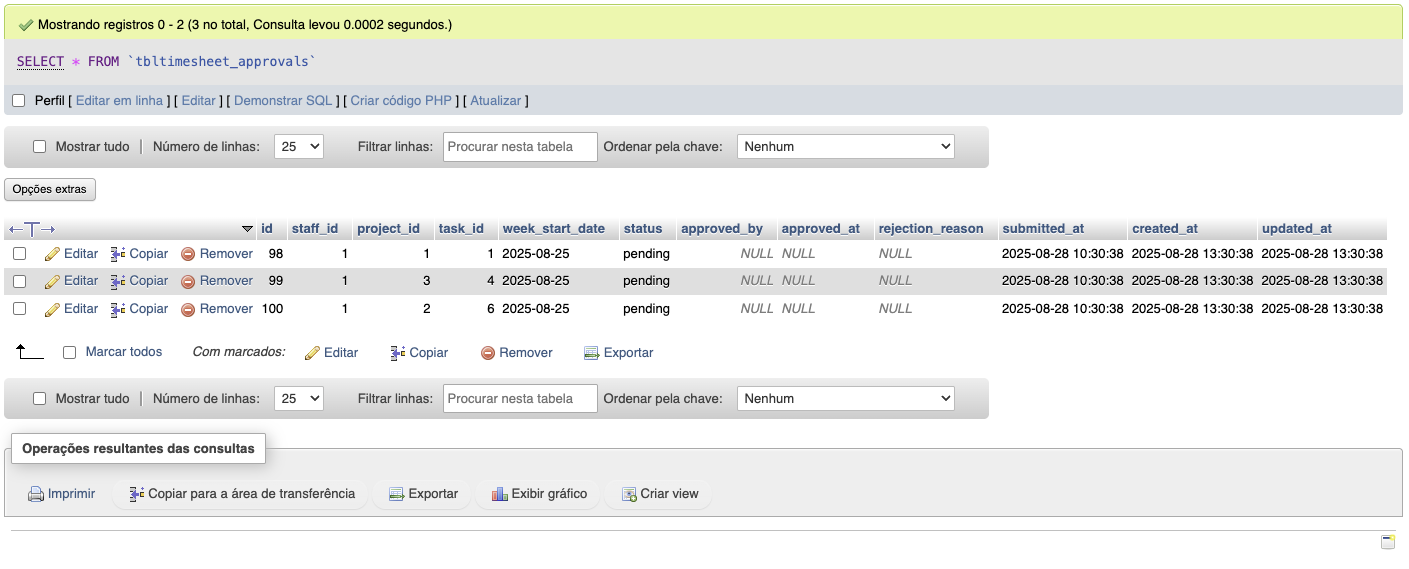 Mostrando registros 0 - 2 (3 no total, Consulta levou 0.0002 segundos.)
SELECT * FROM `tbltimesheet_approvals`
Perfil [ Editar em linha ] [ Editar ] [ Demonstrar SQL ] [ Criar código PHP ] [ Atualizar ]
Mostrar tudo | Número de linhas: 25 Filtrar linhas: Procurar nesta tabela Ordenar pela chave: Nenhum
Opções extras
←T→ id staff_id project_id task_id week_start_date status approved_by approved_at rejection_reason submitted_at created_at updated_at
Editar Copiar Remover 98 1 1 1 2025-08-25 pending NULL NULL NULL 2025-08-28 10:30:38 2025-08-28 13:30:38 2025-08-28 13:30:38
Editar Copiar Remover 99 1 3 4 2025-08-25 pending NULL NULL NULL 2025-08-28 10:30:38 2025-08-28 13:30:38 2025-08-28 13:30:38
Editar Copiar Remover 100 1 2 6 2025-08-25 pending NULL NULL NULL 2025-08-28 10:30:38 2025-08-28 13:30:38 2025-08-28 13:30:38
Marcar todos Com marcados: Editar Copiar Remover Exportar
Mostrar tudo | Número de linhas: 25 Filtrar linhas: Procurar nesta tabela Ordenar pela chave: Nenhum
Operações resultantes das consultas
Imprimir Copiar para a área de transferência Exportar Exibir gráfico Criar view